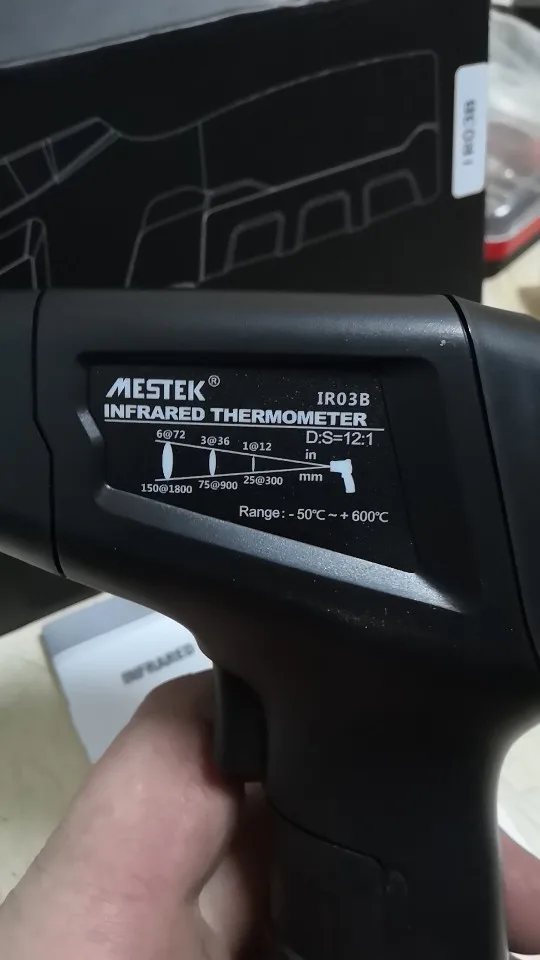 MESTEK®
IR03B
INFRARED THERMOMETER
D:S=12:1
6@72 3@36 1@12 in
150@1800 75@900 25@300 mm
Range: - 50℃ ~ + 600℃
INFRARED